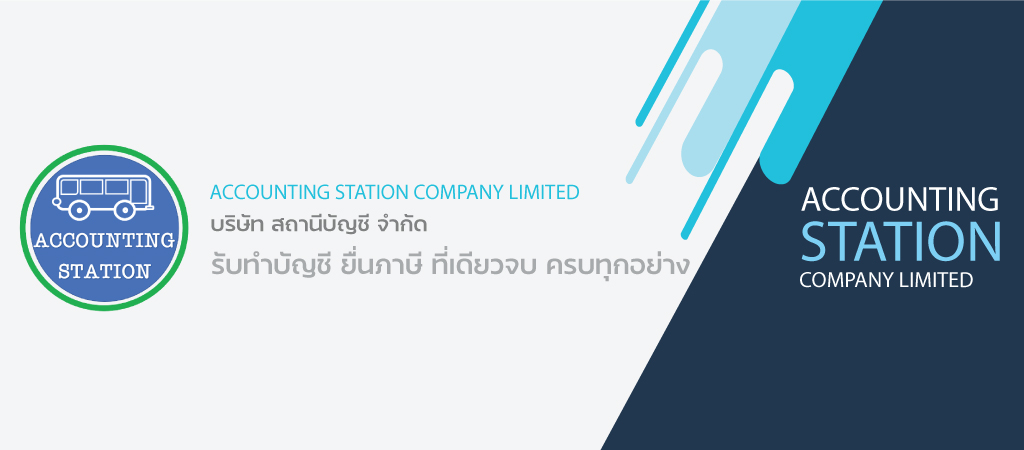 ACCOUNTING
STATION
ACCOUNTING STATION COMPANY LIMITED
บริษัท สถานีบัญชี จำกัด
รับทำบัญชี ยื่นภาษี ที่เดียวจบ ครบทุกอย่าง
ACCOUNTING
STATION
COMPANY LIMITED